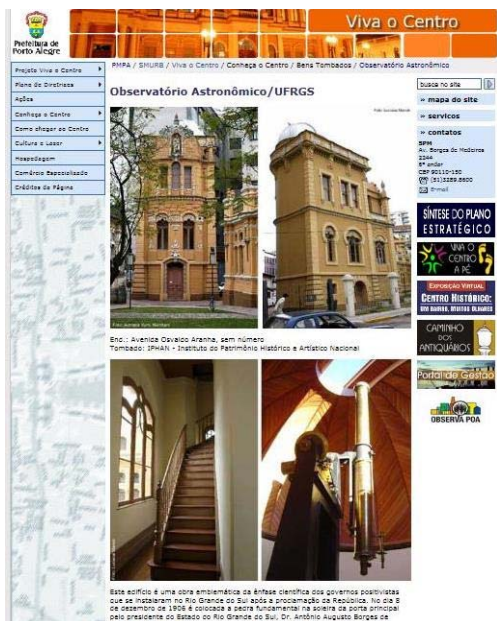 Prefeitura de
Porto Alegre
Viva o Centro
PMPA / SMURB / Viva o Centro / Conheça o Centro / Bens Tombados / Observatório Astronômico
Projeto Viva o Centro
Plano de Diretrizes
Ações
Conheça o Centro
Como chegar ao Centro
Cultura e Lazer
Hospedagem
Comércio Especializado
Créditos da Página
Observatório Astronômico/UFRGS
End.: Avenida Osvaldo Aranha, sem número
Tombado: IPHAN - Instituto do Patrimônio Histórico e Artístico Nacional
Este edifício é uma obra emblemática da ênfase científica dos governos positivistas
que se instalaram no Rio Grande do Sul após a proclamação da República. No dia 8
de dezembro de 1906 é colocada a pedra fundamental na soleira da porta principal
pelo presidente do Estado do Rio Grande do Sul, Dr. Antônio Augusto Borges de
busca no site
» mapa do site
» servicos
» contatos
SPM
Av. Borges de Medeiros
2244
6º andar
CEP 90110-150
(51)3289.8600
E-mail
SÍNTESE DO PLANO
ESTRATÉGICO
VIVA O
CENTRO
A PÉ
EXPOSIÇÃO VIRTUAL
CENTRO HISTÓRICO:
UM BAIRRO, MUITOS OLHARES
CAMINHO
DOS
ANTIQUÁRIOS
Portal de Gestão
OBSERVA POA